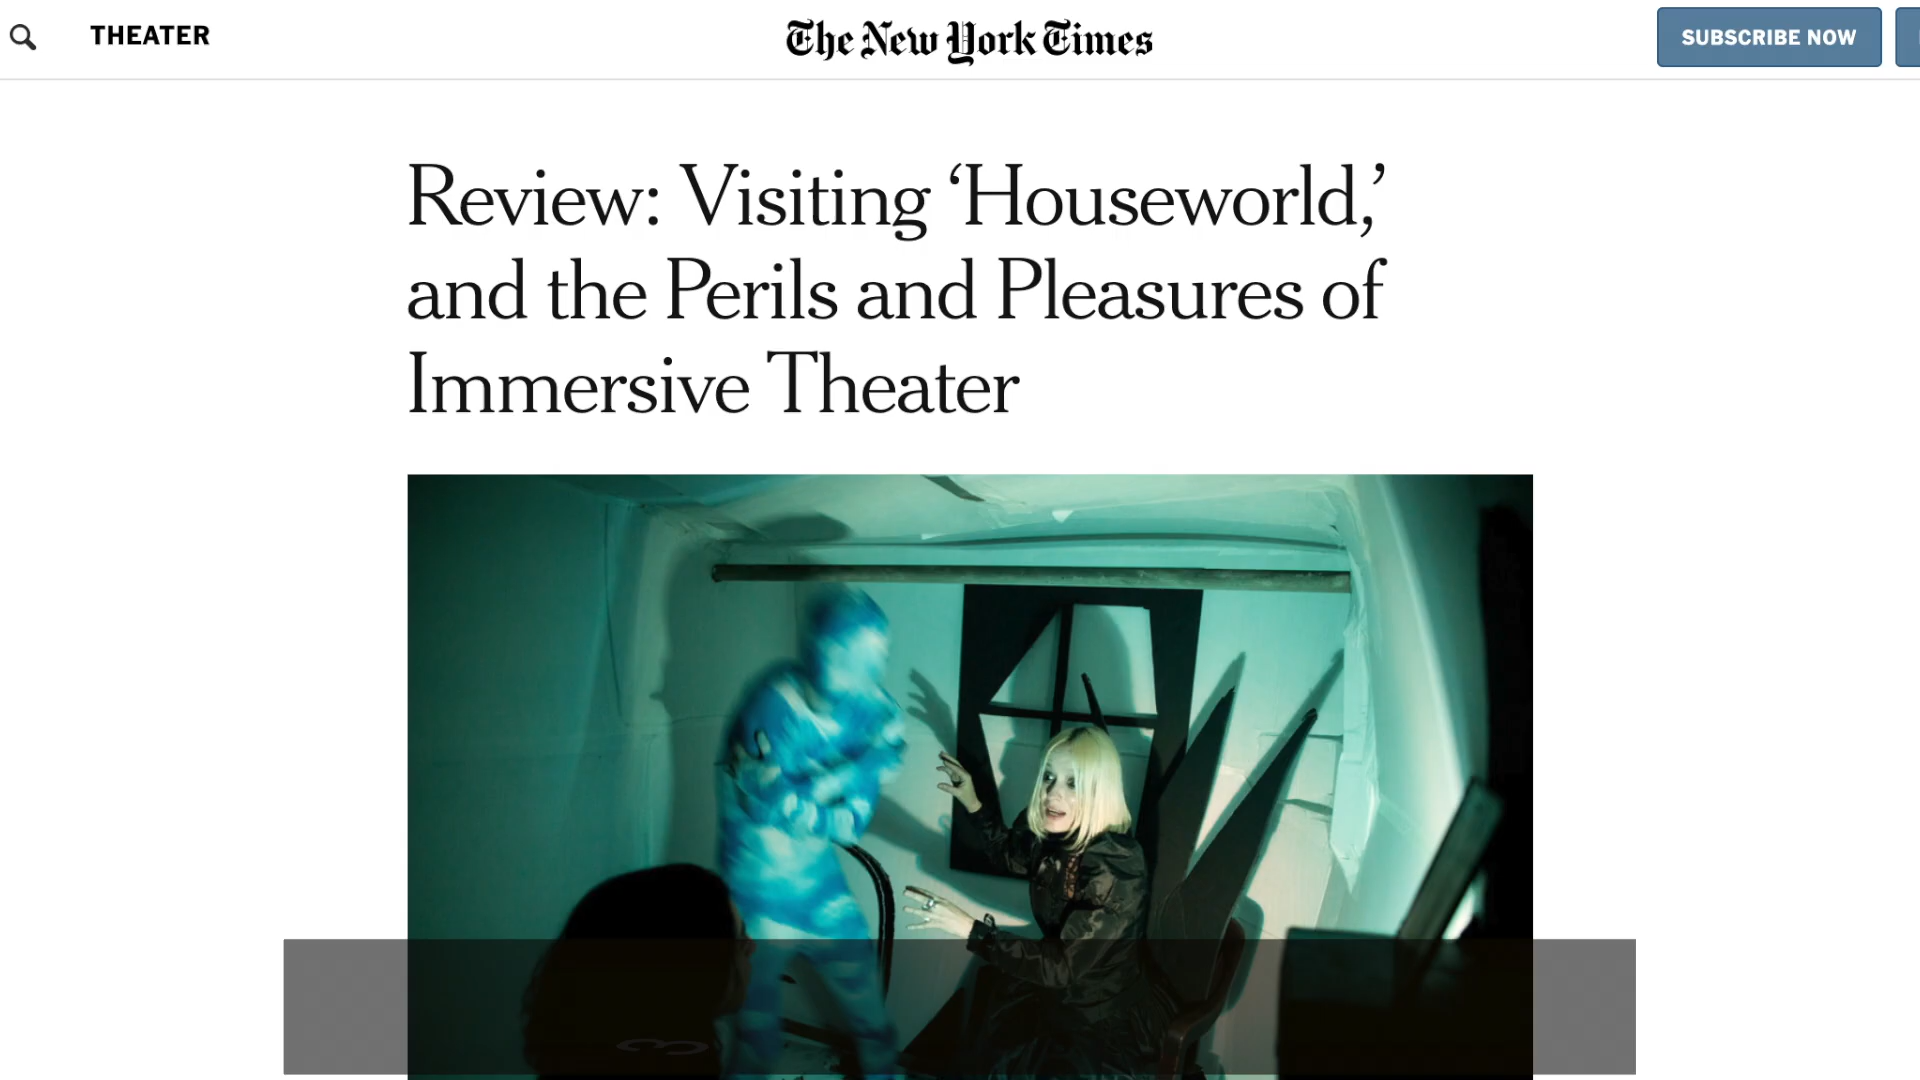 THEATER
The New York Times
SUBSCRIBE NOW
Review: Visiting ‘Houseworld,’
and the Perils and Pleasures of
Immersive Theater